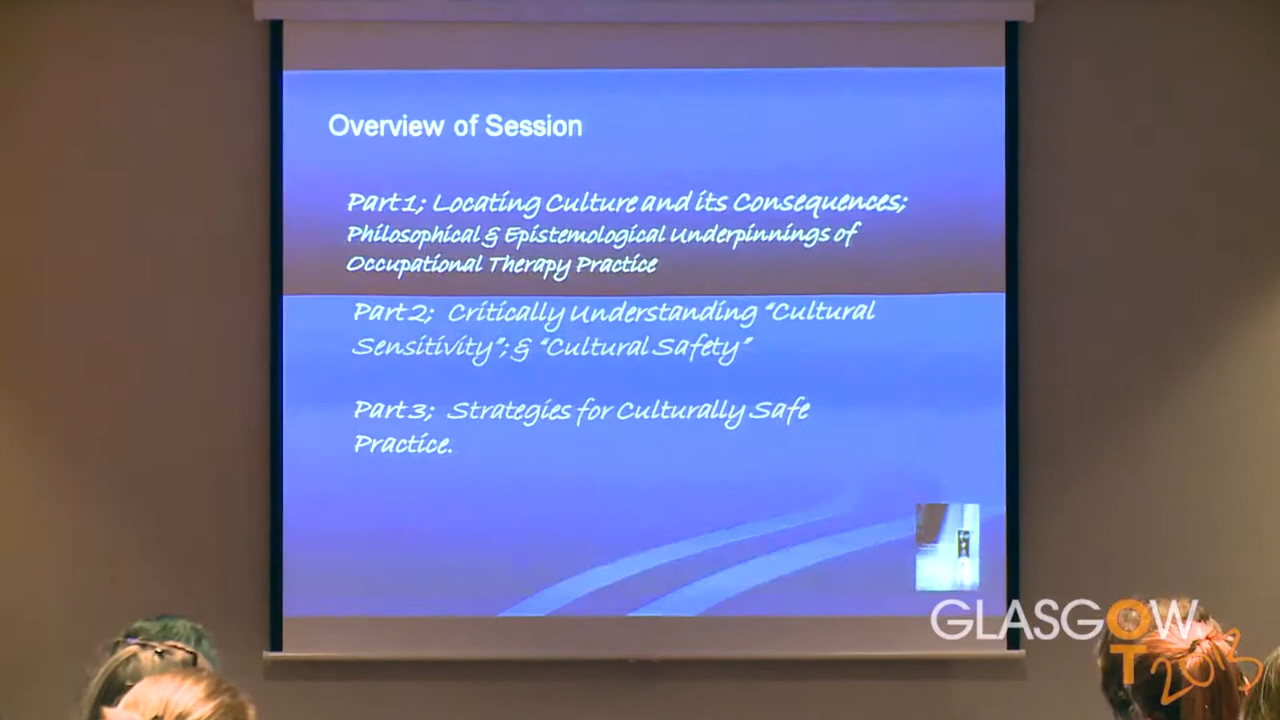 Overview of Session
Part 1; Locating Culture and its Consequences;
Philosophical & Epistemological Underpinnings of
Occupational Therapy Practice
Part 2; Critically Understanding "Cultural
Sensitivity"; & "Cultural Safety"
Part 3; Strategies for Culturally Safe
Practice.
GLASGOW
OT 2013